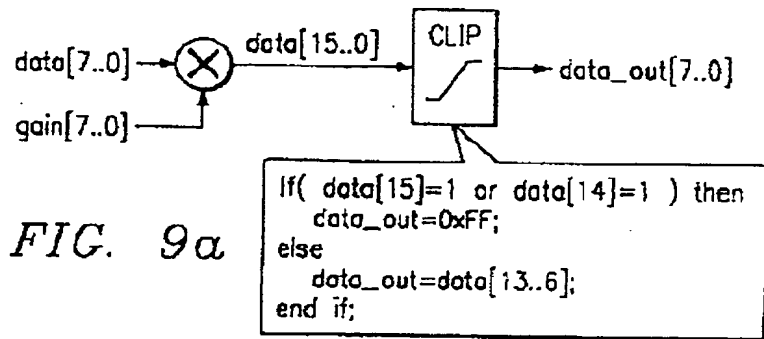 data[7..0]
data[15..0]
CLIP
data_out[7..0]
gain[7..0]
If( data[15]=1 or data[14]=1 ) then
data_out=0xFF;
else
data_out=data[13..6];
end if;
FIG. 9a